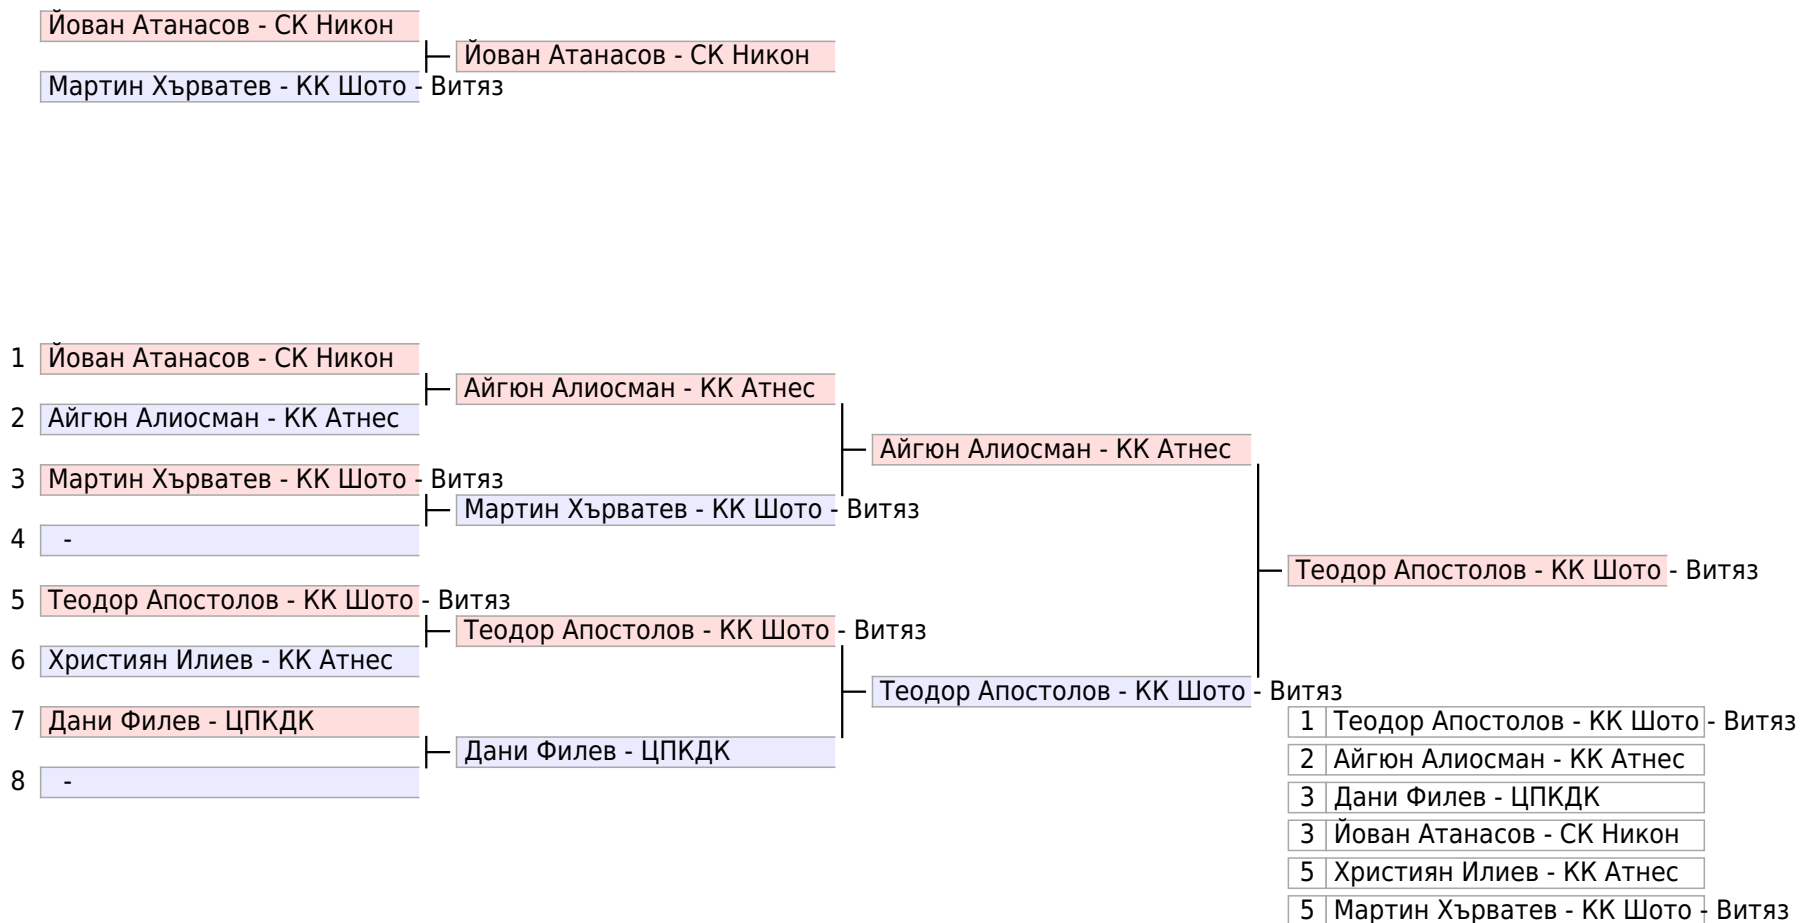 Йован Атанасов - СК Никон
Йован Атанасов - СК Никон
Мартин Хърватев - КК Шото - Витяз
1 Йован Атанасов - СК Никон
Айгюн Алиосман - КК Атнес
2 Айгюн Алиосман - КК Атнес
Айгюн Алиосман - КК Атнес
3 Мартин Хърватев - КК Шото - Витяз
Мартин Хърватев - КК Шото - Витяз
4 -
Теодор Апостолов - КК Шото - Витяз
5 Теодор Апостолов - КК Шото - Витяз
Теодор Апостолов - КК Шото - Витяз
6 Християн Илиев - КК Атнес
Теодор Апостолов - КК Шото - Витяз
7 Дани Филев - ЦПКДК
Дани Филев - ЦПКДК
8 -
1 Теодор Апостолов - КК Шото - Витяз
2 Айгюн Алиосман - КК Атнес
3 Дани Филев - ЦПКДК
3 Йован Атанасов - СК Никон
5 Християн Илиев - КК Атнес
5 Мартин Хърватев - КК Шото - Витяз